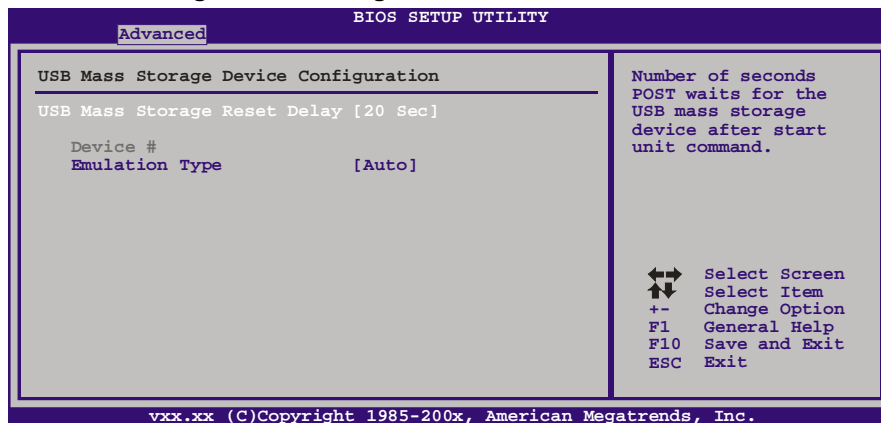 BIOS SETUP UTILITY
Advanced
USB Mass Storage Device Configuration
USB Mass Storage Reset Delay [20 Sec]
Device #
Emulation Type [Auto]
Number of seconds
POST waits for the
USB mass storage
device after start
unit command.
Select Screen
Select Item
+- Change Option
F1 General Help
F10 Save and Exit
ESC Exit
vxx.xx (C)Copyright 1985-200x, American Megatrends, Inc.